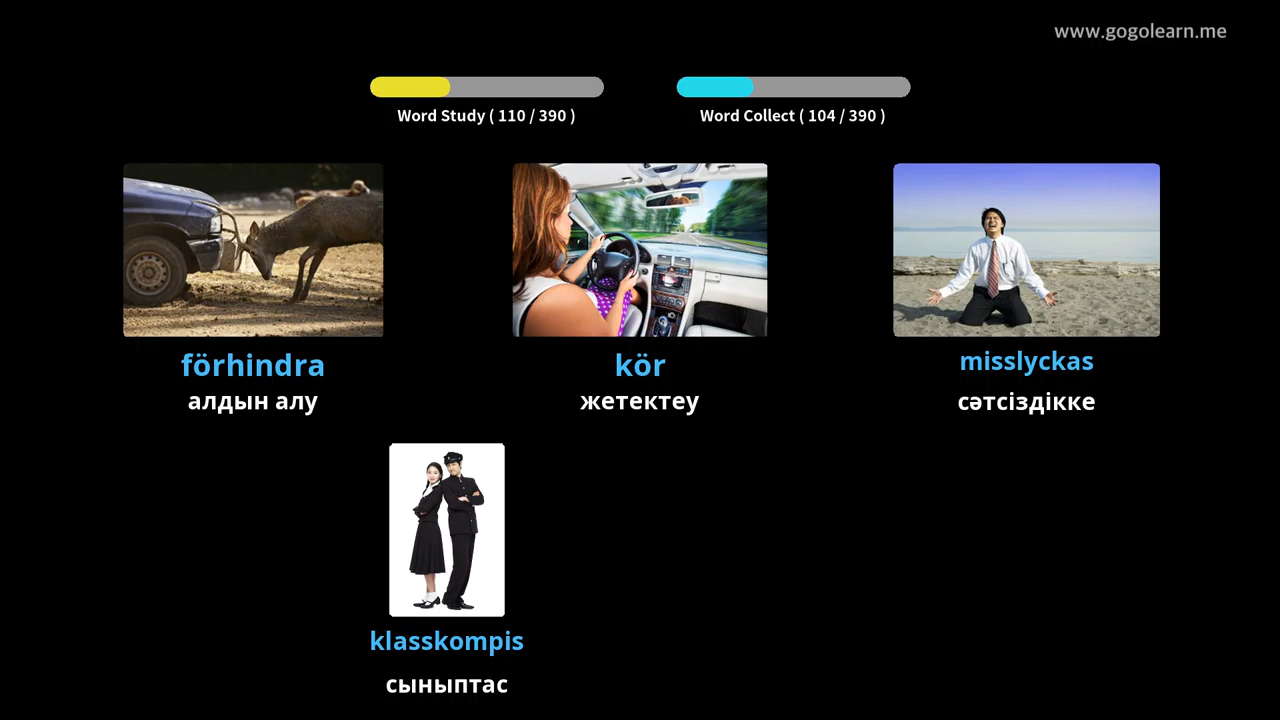 www.gogolearn.me
Word Study ( 110 / 390 )
Word Collect ( 104 / 390 )
förhindra
алдын алу
kör
жетектеу
misslyckas
сәтсіздікке
klasskompis
сыныптас